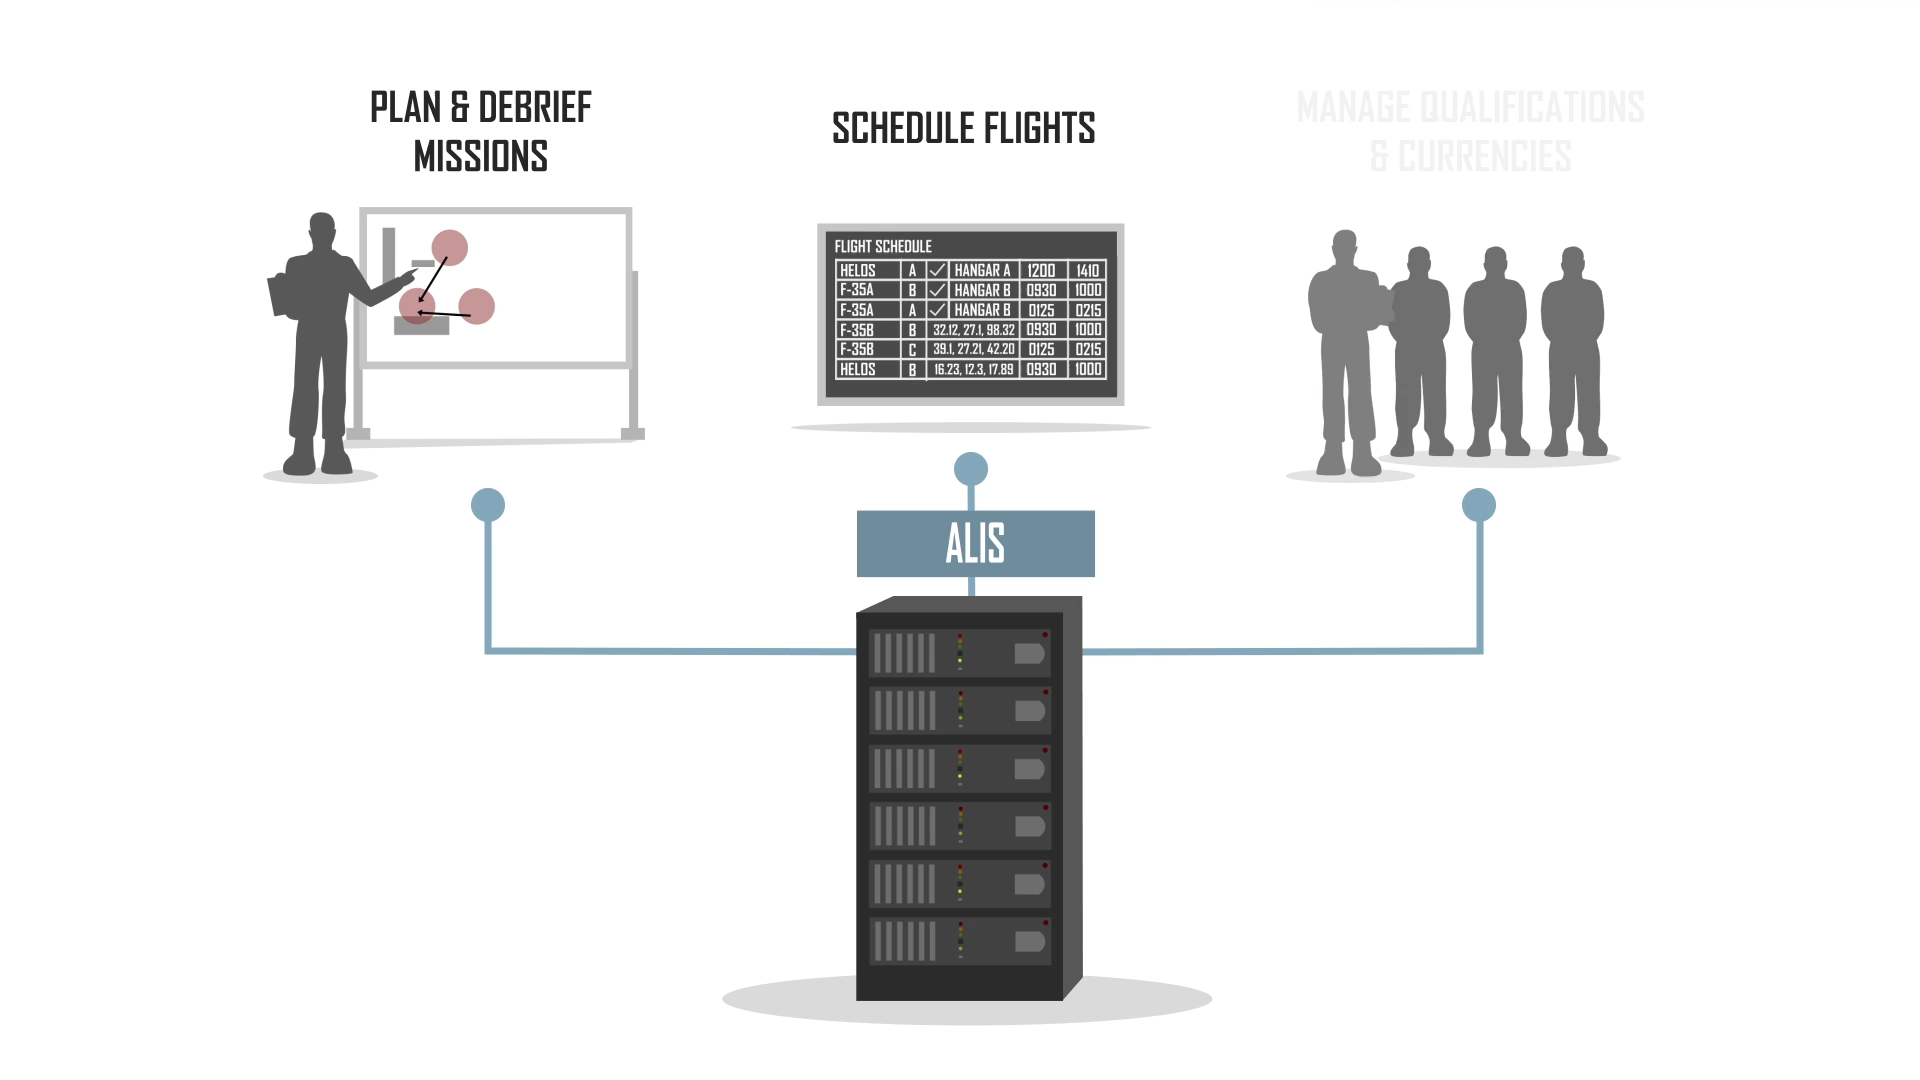 PLAN & DEBRIEF
MISSIONS
SCHEDULE FLIGHTS
MANAGE QUALIFICATIONS
& CURRENCIES
FLIGHT SCHEDULE
HELOS A HANGAR A 1200 1410
F-35A B HANGAR B 0930 1000
F-35A A HANGAR B 0125 0215
F-35B B 32.12, 27.1, 98.32 0930 1000
F-35B C 39.1, 27.21, 42.20 0125 0215
HELOS B 16.23, 12.3, 17.89 0930 1000
ALIS